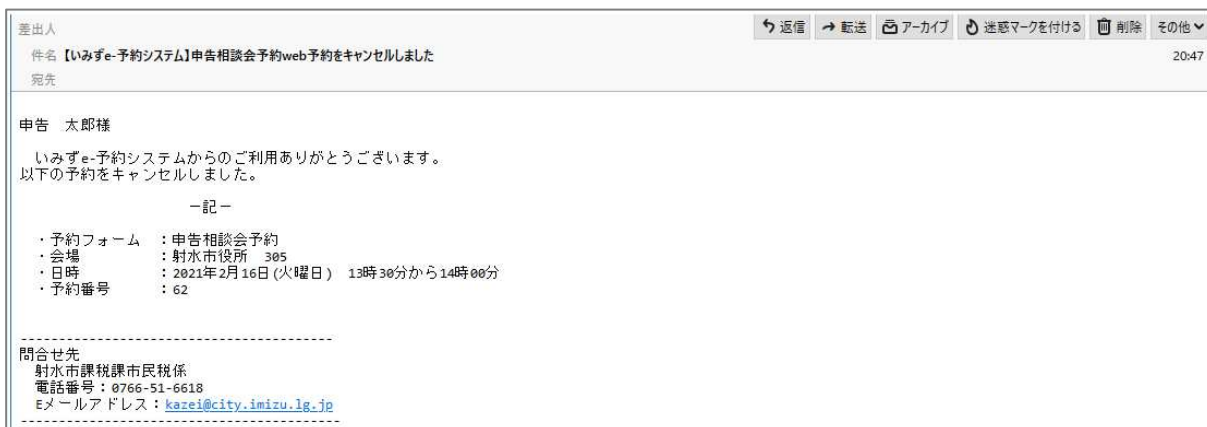 差出人 返信 転送 アーカイブ 迷惑マークを付ける 削除 その他
件名 【いみずe-予約システム】申告相談会予約web予約をキャンセルしました 20:47
宛先
申告 太郎様
いみずe-予約システムからのご利用ありがとうございます。
以下の予約をキャンセルしました。
－記－
・予約フォーム ：申告相談会予約
・会場 ：射水市役所 305
・日時 ：2021年2月16日(火曜日) 13時30分から14時00分
・予約番号 ：62
----------------------------------------
問合せ先
射水市課税課市民税係
電話番号：0766-51-6618
Eメールアドレス：kazei@city.imizu.lg.jp
-----------------------------------------